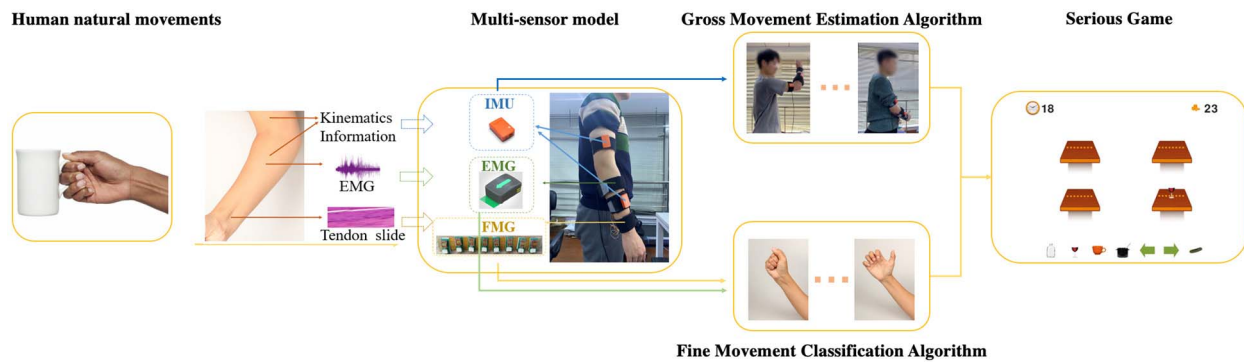 Human natural movements
Multi-sensor model
Gross Movement Estimation Algorithm
Serious Game
Kinematics
Information
EMG
Tendon slide
IMU
EMG
FMG
18
23
Fine Movement Classification Algorithm